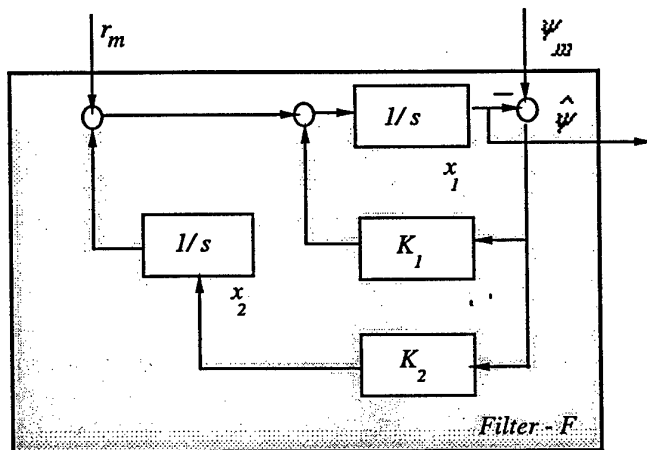 r_m
ψ_m
−
1/s
ψ̂
x_1
1/s
K_1
x_2
K_2
Filter - F